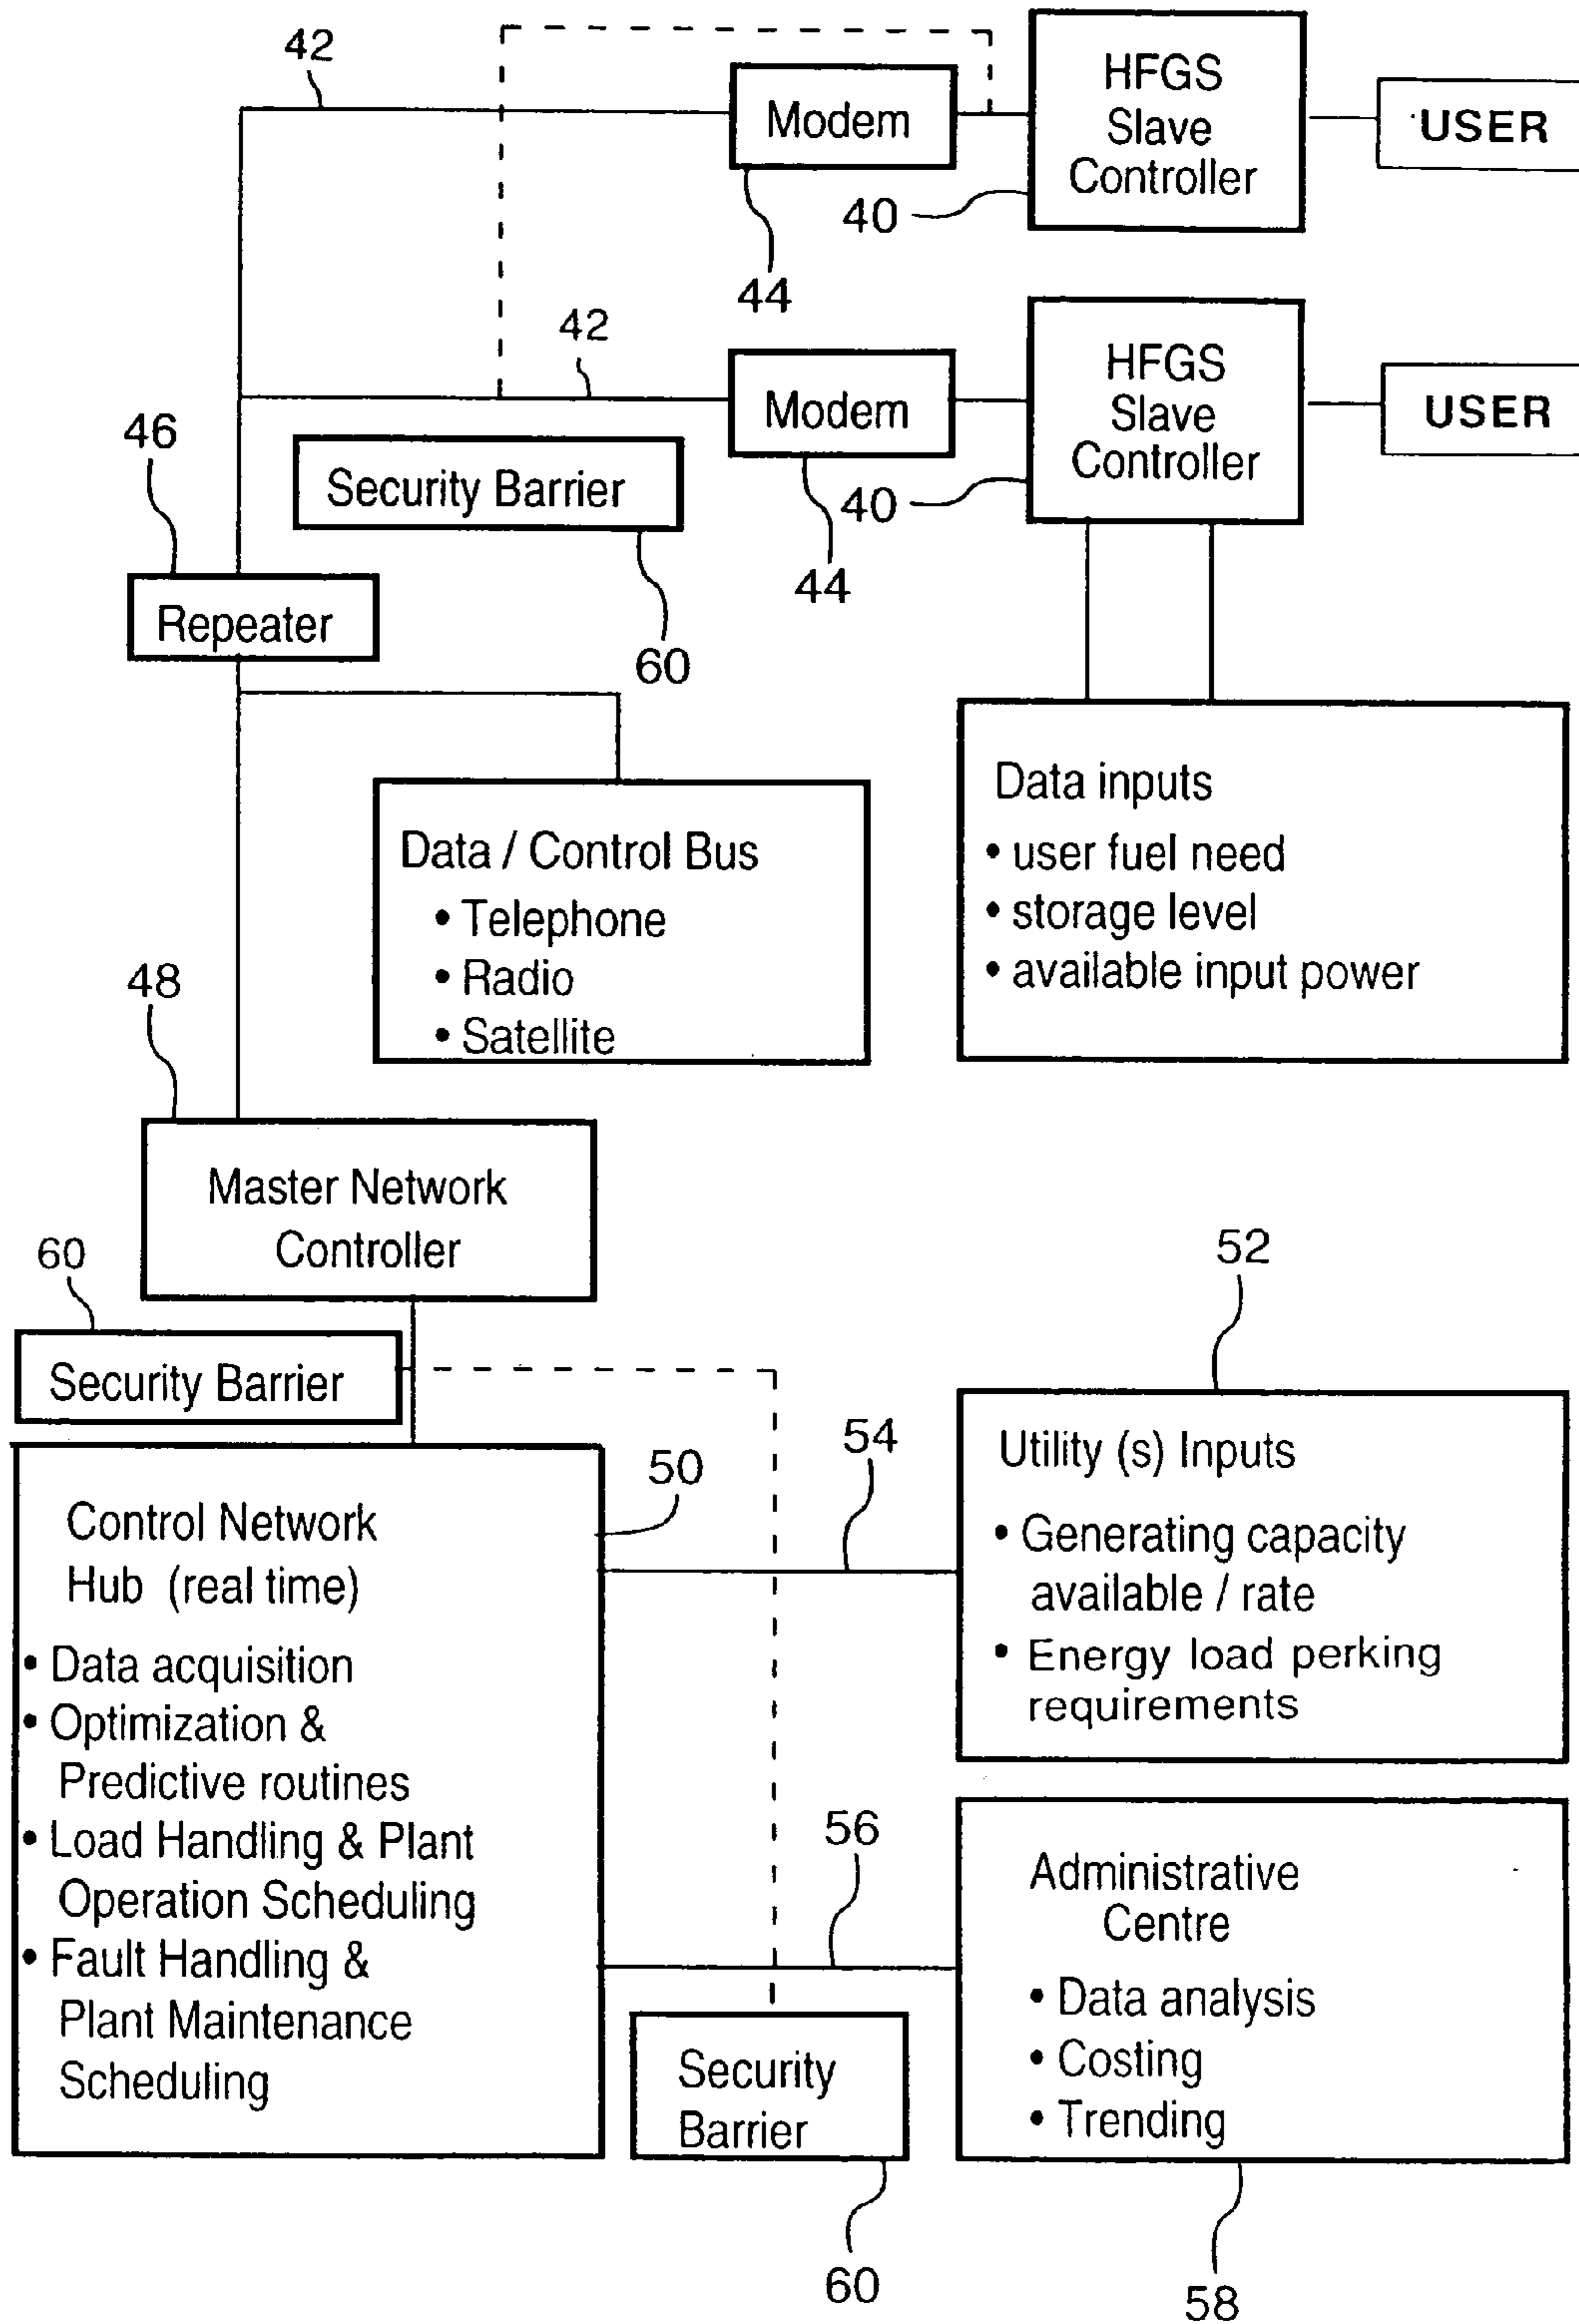 42
Modem
HFGS
Slave
Controller
USER
40
44
42
Modem
HFGS
Slave
Controller
USER
46
Security Barrier
40
44
Repeater
60
Data inputs
• user fuel need
• storage level
• available input power
Data / Control Bus
• Telephone
• Radio
• Satellite
48
Master Network
Controller
60
Security Barrier
52
54
50
Utility (s) Inputs
• Generating capacity
available / rate
• Energy load perking
requirements
Control Network
Hub (real time)
• Data acquisition
• Optimization &
Predictive routines
• Load Handling & Plant
Operation Scheduling
• Fault Handling &
Plant Maintenance
Scheduling
56
Administrative
Centre
• Data analysis
• Costing
• Trending
Security
Barrier
60
58